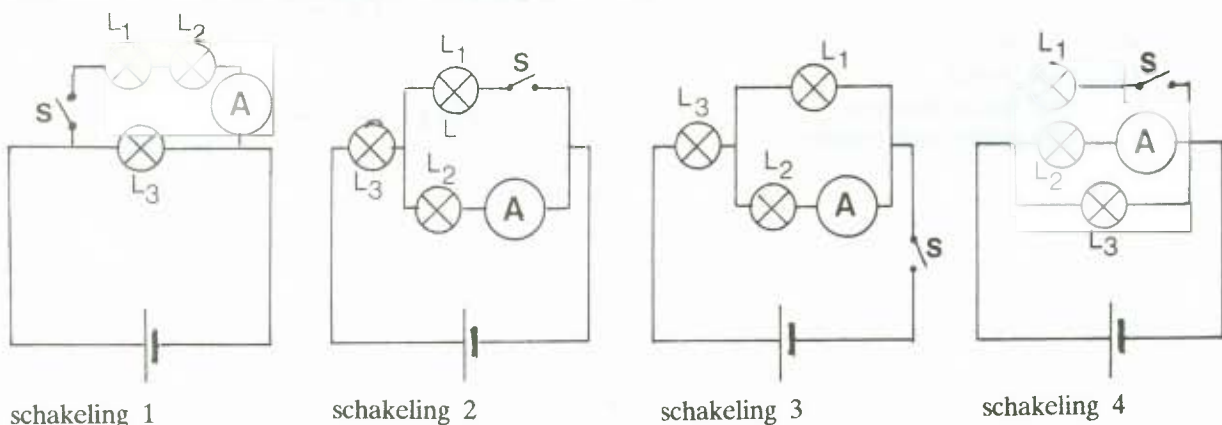 L1 L2
S
A
L3
schakeling 1
L1
S
L
L3
L2
A
schakeling 2
L1
L3
L2
A
S
schakeling 3
L1
S
L2
A
L3
schakeling 4